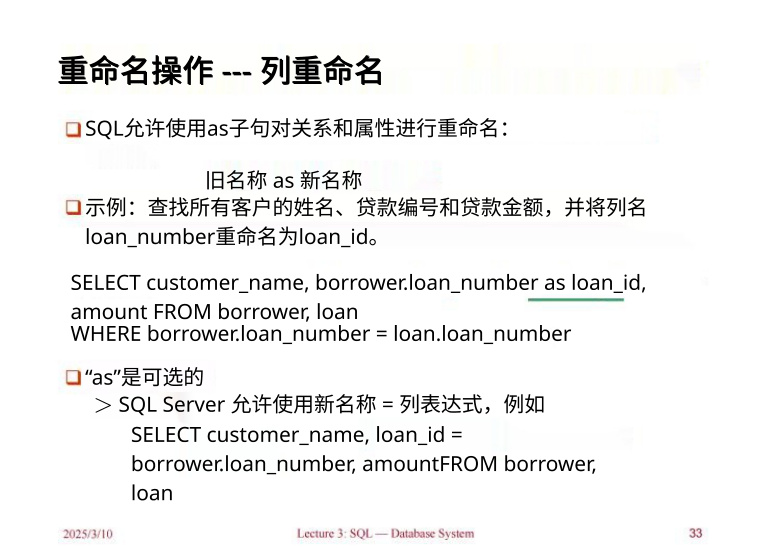 重命名操作 --- 列重命名
❑SQL允许使用as子句对关系和属性进行重命名：
旧名称 as 新名称
❑示例：查找所有客户的姓名、贷款编号和贷款金额，并将列名
loan_number重命名为loan_id。
SELECT customer_name, borrower.loan_number as loan_id,
amount FROM borrower, loan
WHERE borrower.loan_number = loan.loan_number
❑“as”是可选的
＞SQL Server 允许使用新名称 = 列表达式，例如
SELECT customer_name, loan_id =
borrower.loan_number, amountFROM borrower,
loan
2025/3/10 Lecture 3: SQL — Database System 33